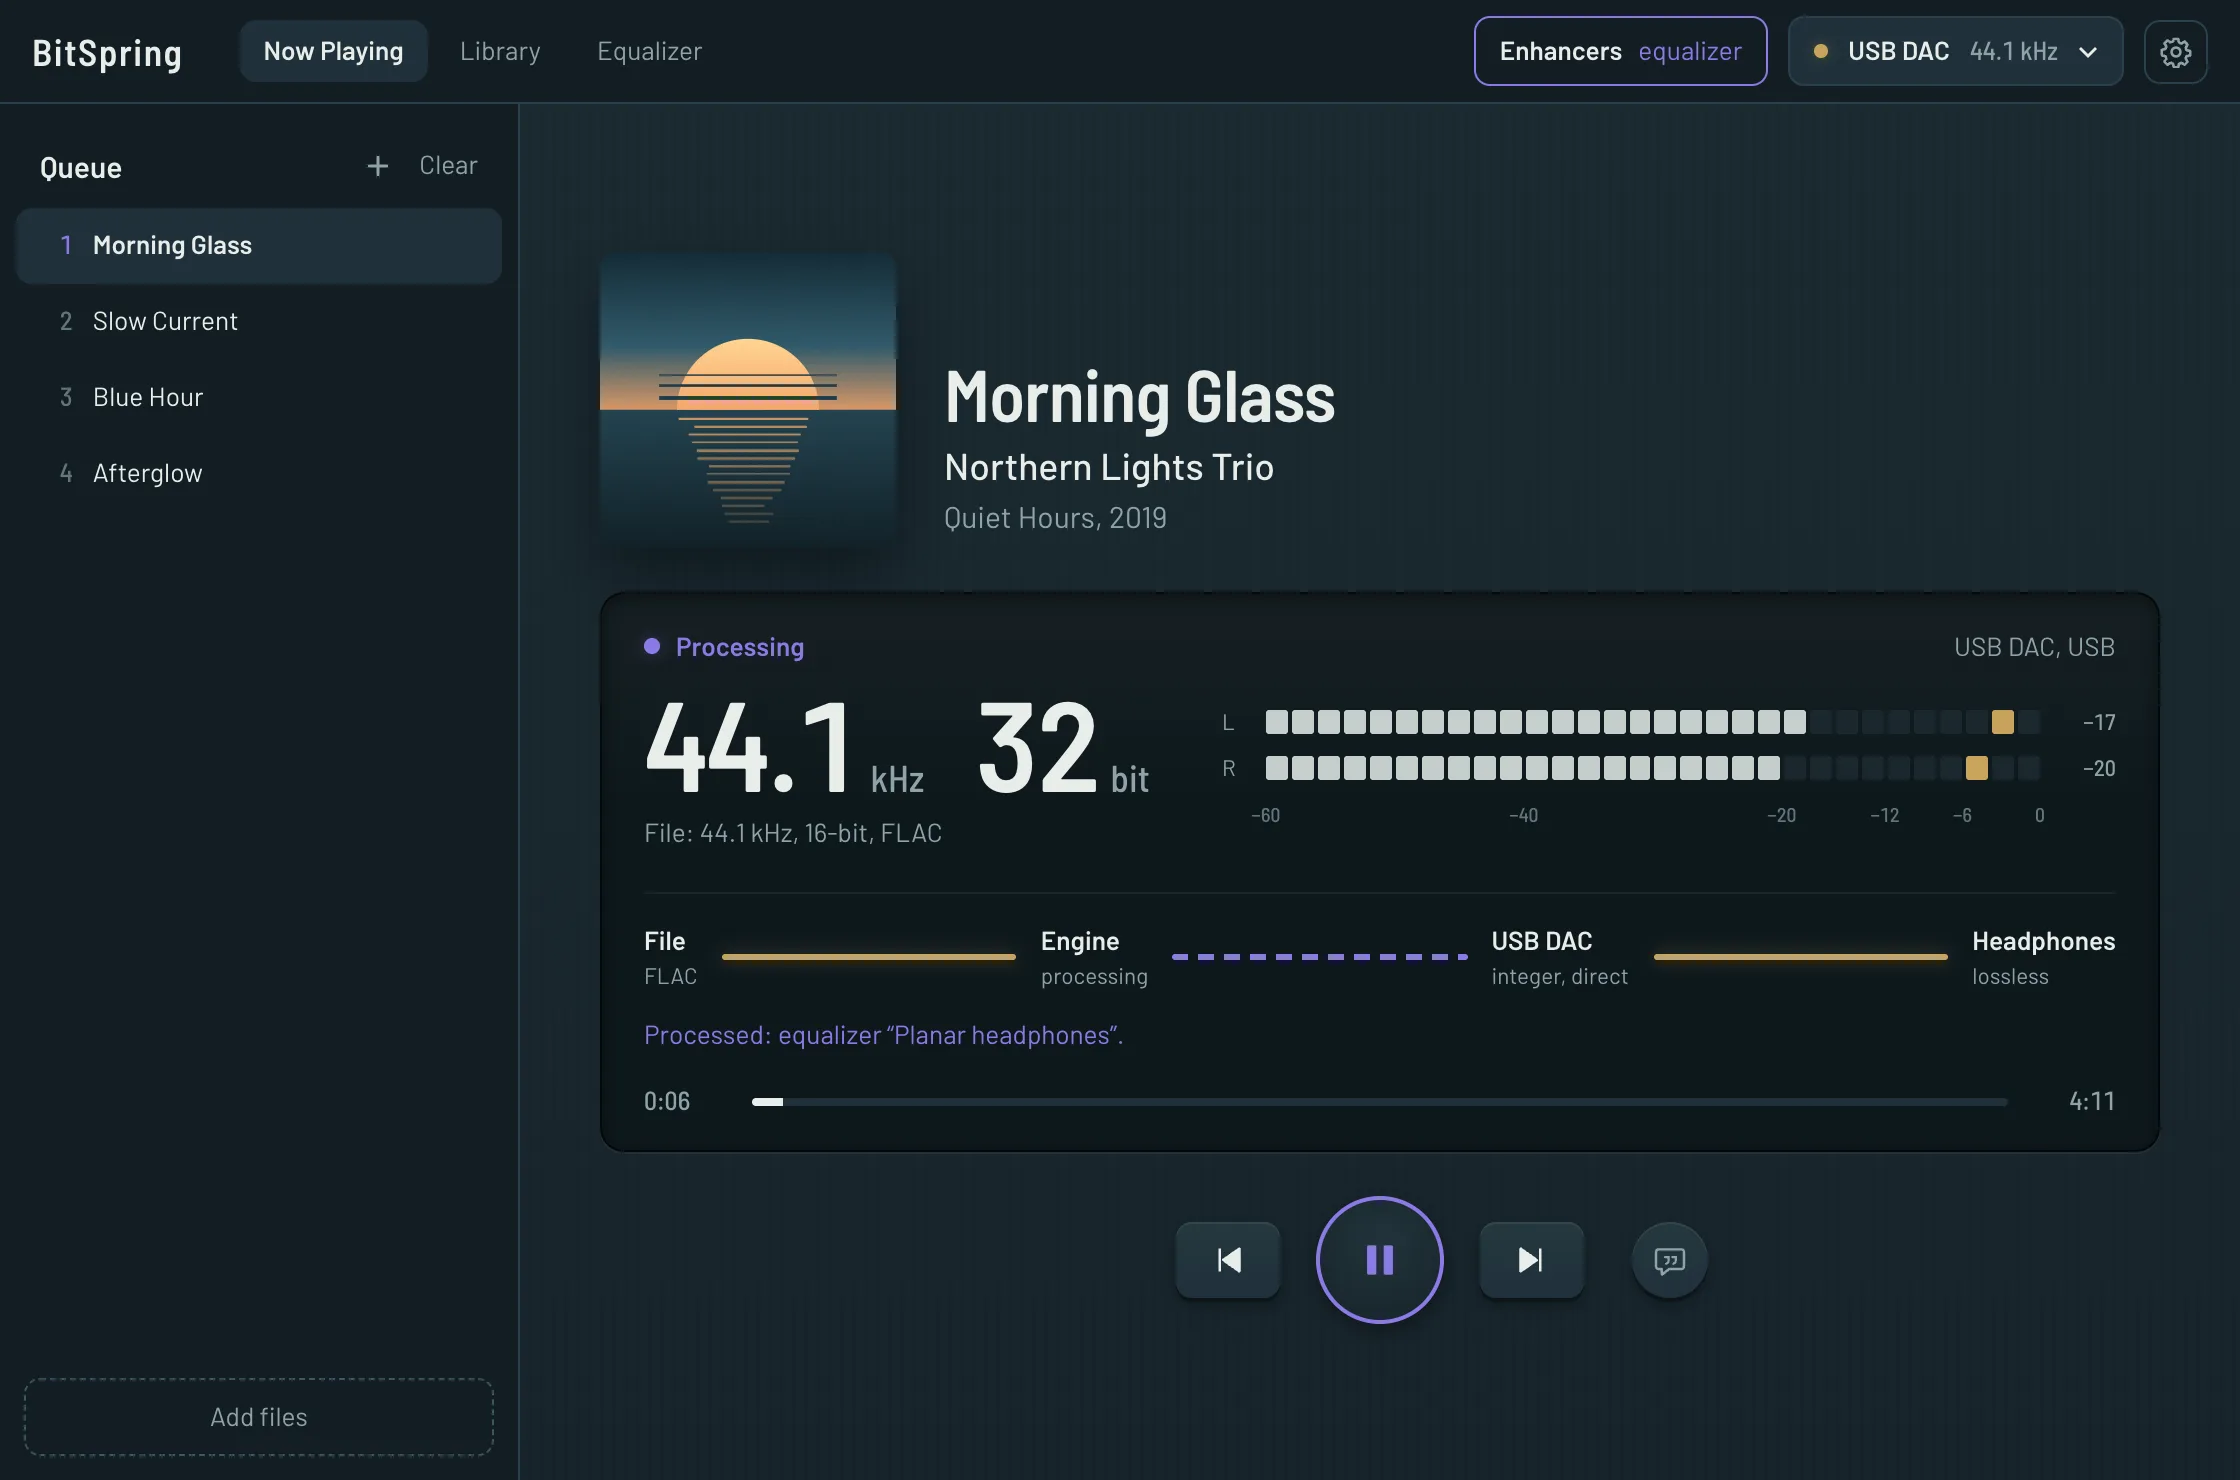 BitSpring
Now Playing
Library
Equalizer
Enhancers equalizer
USB DAC 44.1 kHz
Queue
+ Clear
1 Morning Glass
2 Slow Current
3 Blue Hour
4 Afterglow
Add files
Morning Glass
Northern Lights Trio
Quiet Hours, 2019
Processing
USB DAC, USB
44.1 kHz 32 bit
File: 44.1 kHz, 16-bit, FLAC
L −17
R −20
−60 −40 −20 −12 −6 0
File Engine USB DAC Headphones
FLAC processing integer, direct lossless
Processed: equalizer “Planar headphones”.
0:06 4:11